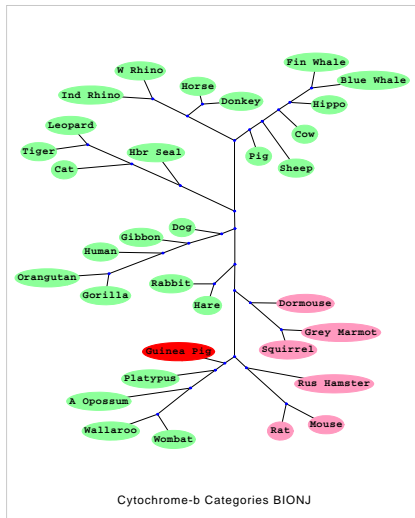 Fin Whale
W Rhino
Blue Whale
Horse
Ind Rhino
Donkey
Hippo
Leopard
Cow
Tiger
Hbr Seal
Pig
Cat
Sheep
Dog
Gibbon
Human
Orangutan
Rabbit
Gorilla
Hare
Dormouse
Grey Marmot
Guinea Pig
Squirrel
Platypus
Rus Hamster
A Opossum
Mouse
Wallaroo
Rat
Wombat
Cytochrome-b Categories BIONJ